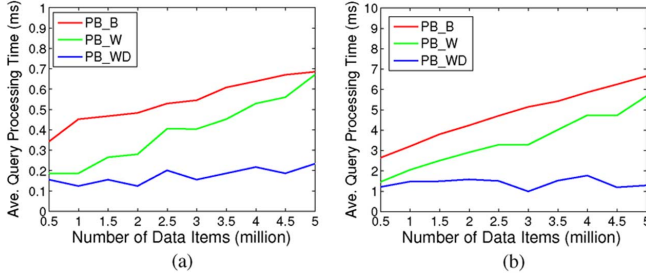 PB_B
PB_W
PB_WD
Ave. Query Processing Time (ms)
1
0.9
0.8
0.7
0.6
0.5
0.4
0.3
0.2
0.1
0
0.5 1 1.5 2 2.5 3 3.5 4 4.5 5
Number of Data Items (million)
(a)
PB_B
PB_W
PB_WD
Ave. Query Processing Time (ms)
10
9
8
7
6
5
4
3
2
1
0
0.5 1 1.5 2 2.5 3 3.5 4 4.5 5
Number of Data Items (million)
(b)